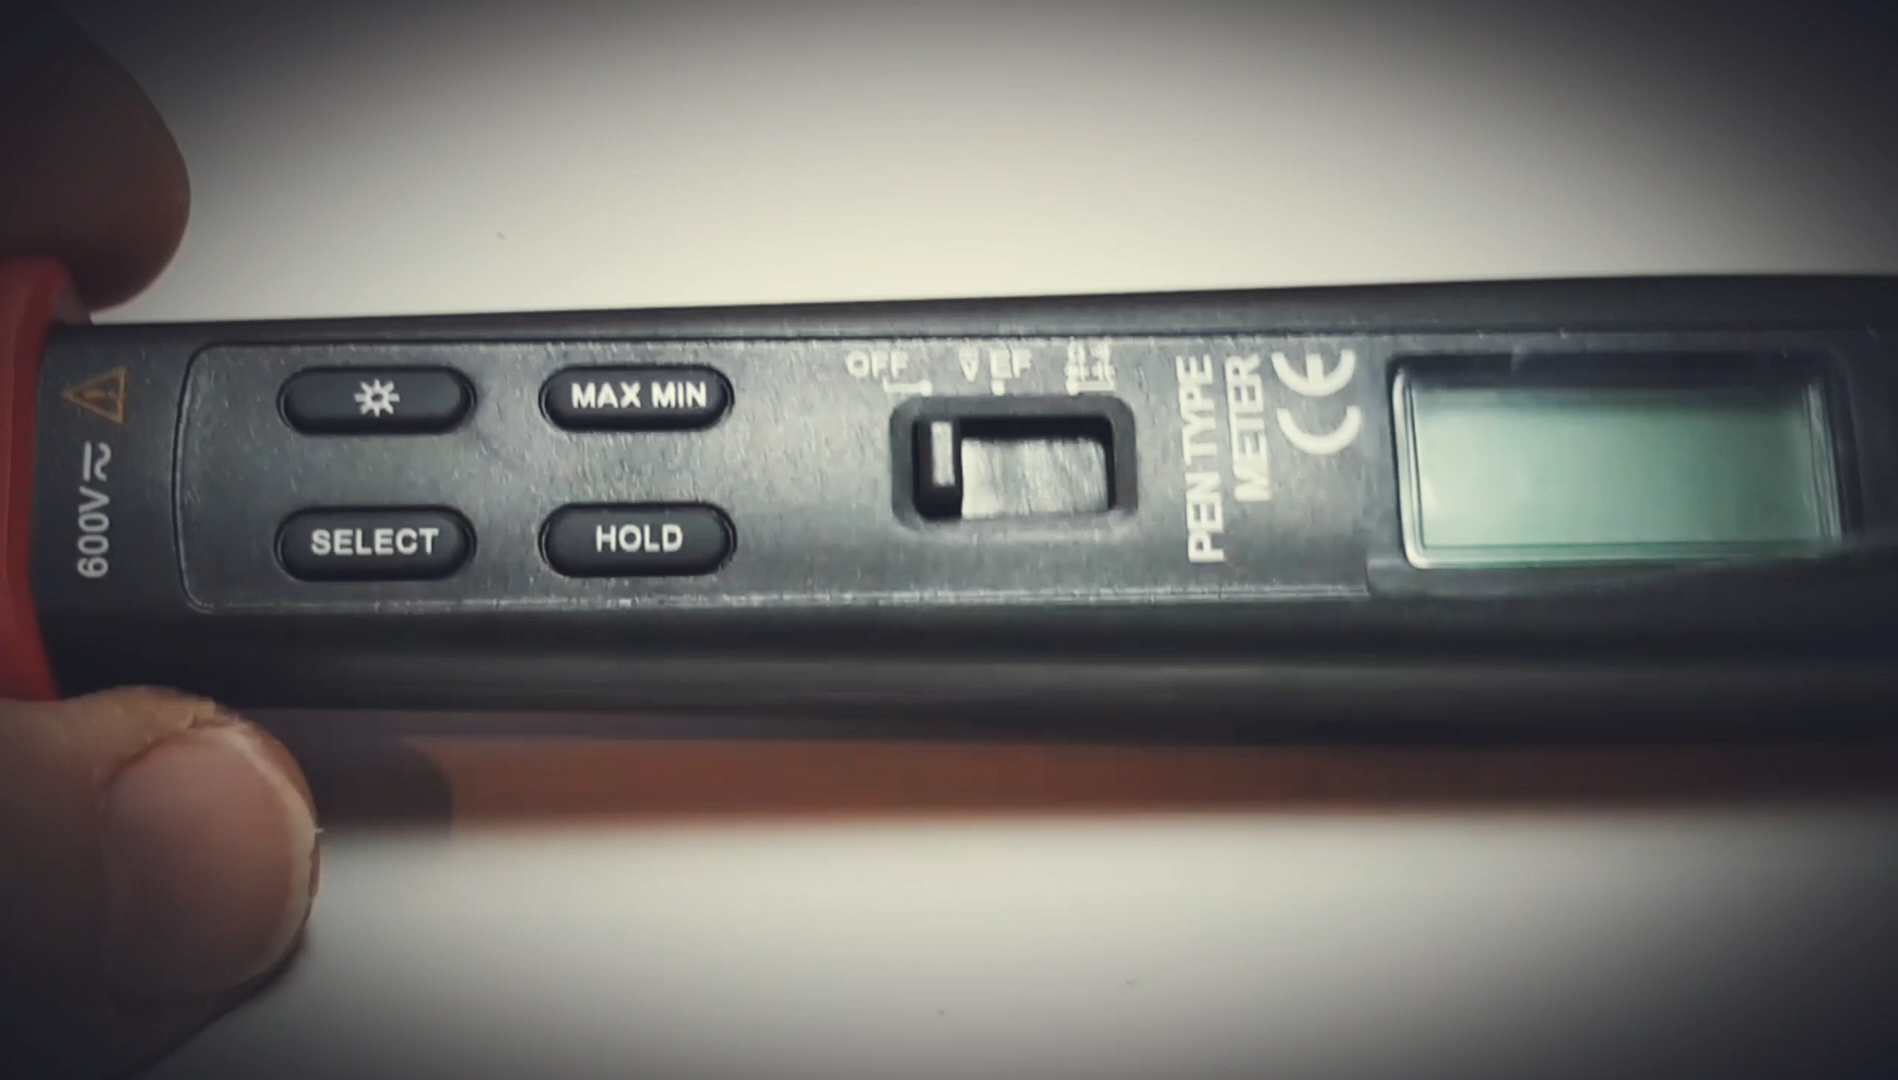 MAX MIN
SELECT
HOLD
OFF
EF
PEN TYPE
METER
CE
600V